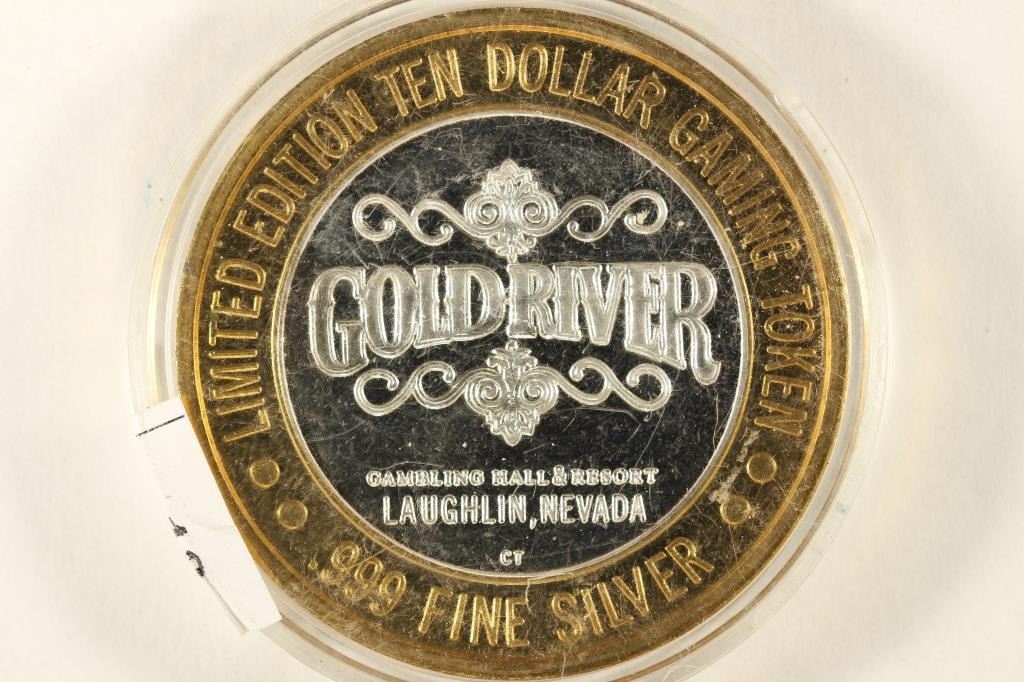 LIMITED EDITION TEN DOLLAR GAMING TOKEN
GOLD RIVER
GAMBLING HALL & RESORT
LAUGHLIN, NEVADA
CT
.999 FINE SILVER